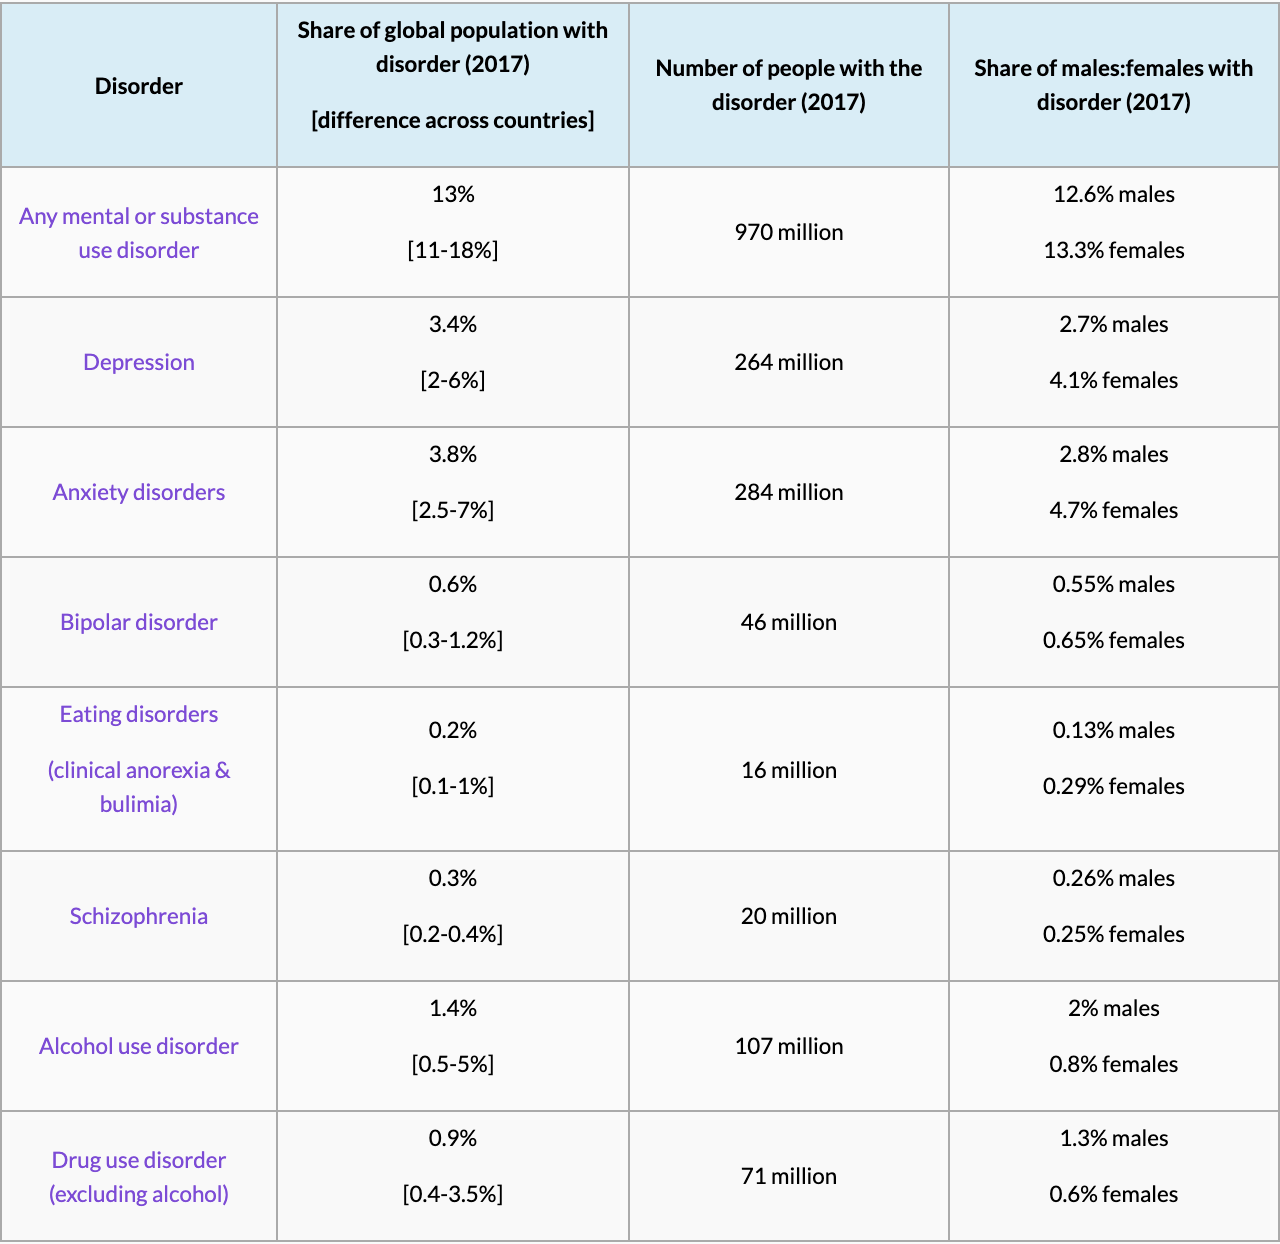 Disorder
Share of global population with
disorder (2017)
[difference across countries]
Number of people with the
disorder (2017)
Share of males:females with
disorder (2017)
Any mental or substance
use disorder
13%
[11-18%]
970 million
12.6% males
13.3% females
Depression
3.4%
[2-6%]
264 million
2.7% males
4.1% females
Anxiety disorders
3.8%
[2.5-7%]
284 million
2.8% males
4.7% females
Bipolar disorder
0.6%
[0.3-1.2%]
46 million
0.55% males
0.65% females
Eating disorders
(clinical anorexia &
bulimia)
0.2%
[0.1-1%]
16 million
0.13% males
0.29% females
Schizophrenia
0.3%
[0.2-0.4%]
20 million
0.26% males
0.25% females
Alcohol use disorder
1.4%
[0.5-5%]
107 million
2% males
0.8% females
Drug use disorder
(excluding alcohol)
0.9%
[0.4-3.5%]
71 million
1.3% males
0.6% females